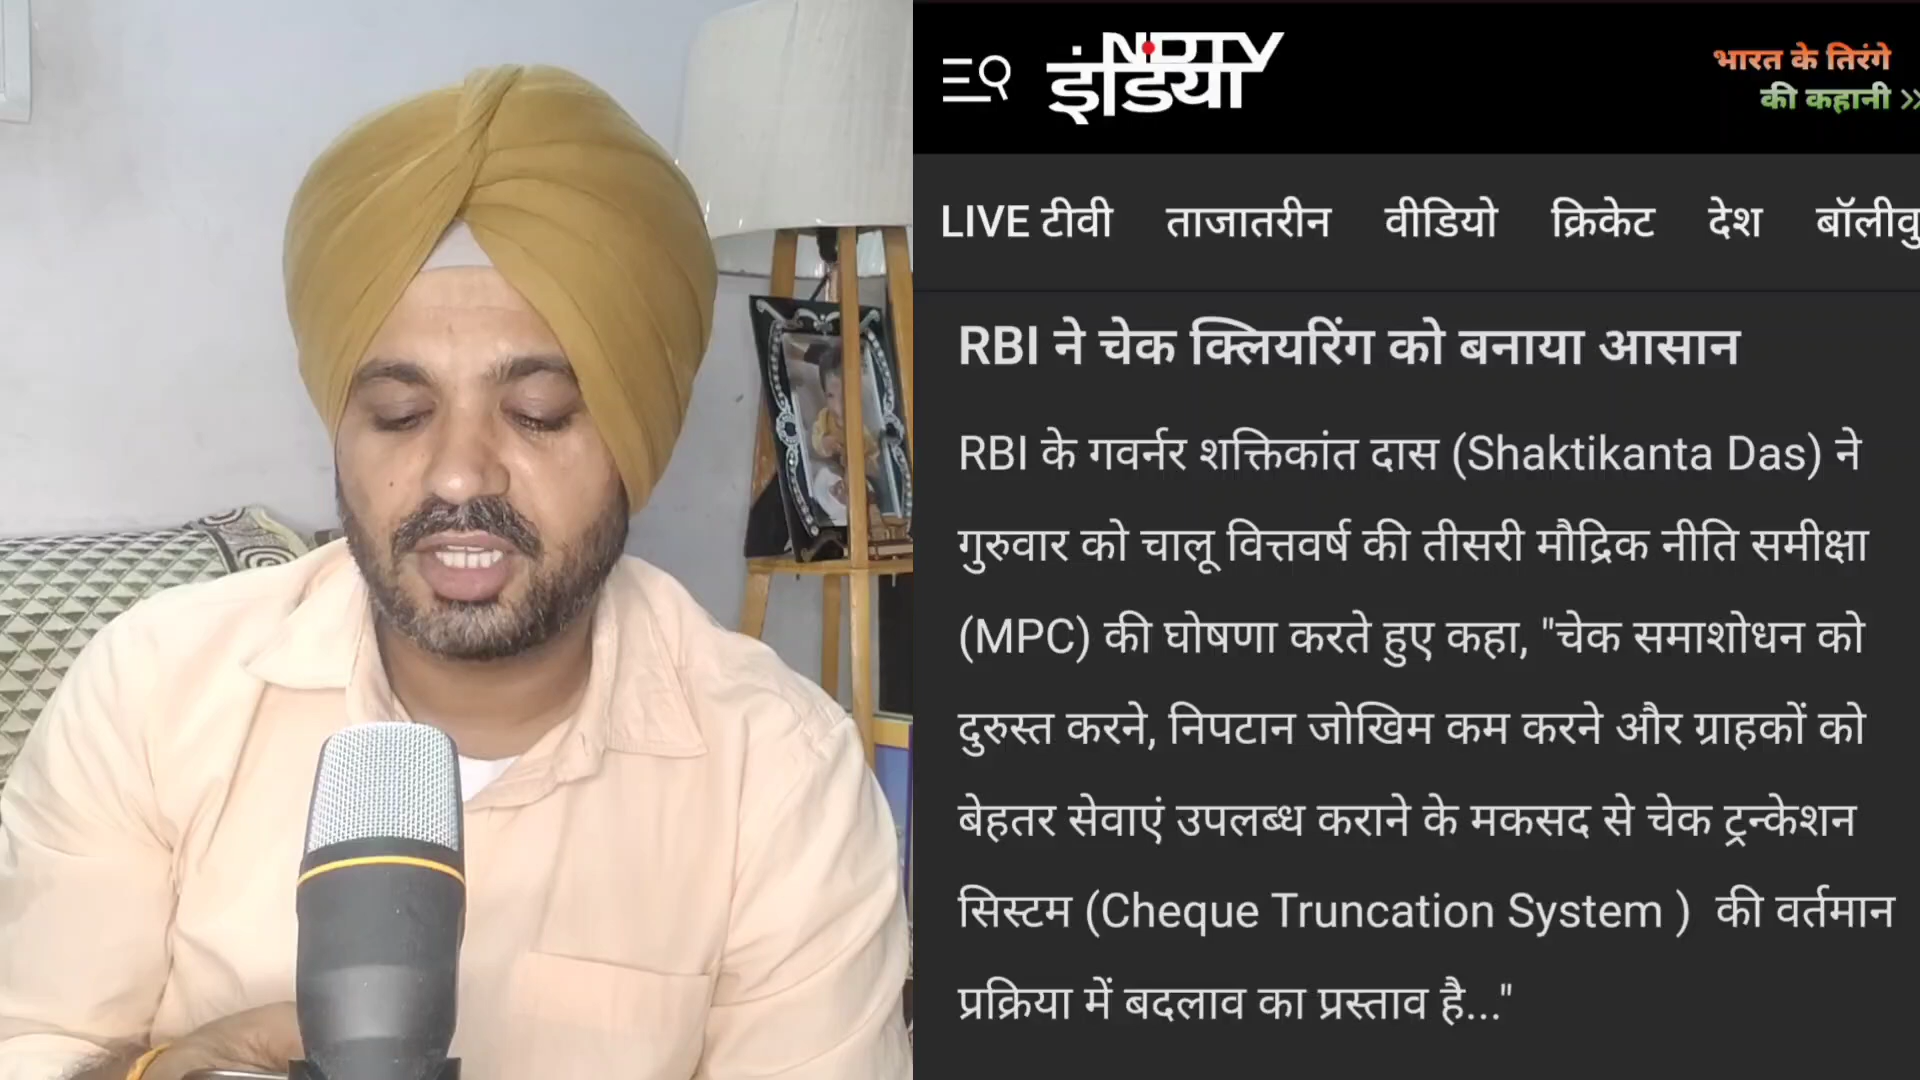 NDTV
इंडिया
भारत के तिरंगे
की कहानी >>
LIVE टीवी ताजातरीन वीडियो क्रिकेट देश
RBI ने चेक क्लियरिंग को बनाया आसान
RBI के गवर्नर शक्तिकांत दास (Shaktikanta Das) ने
गुरुवार को चालू वित्तवर्ष की तीसरी मौद्रिक नीति समीक्षा
(MPC) की घोषणा करते हुए कहा, "चेक समाशोधन को
दुरुस्त करने, निपटान जोखिम कम करने और ग्राहकों को
बेहतर सेवाएं उपलब्ध कराने के मकसद से चेक ट्रन्केशन
सिस्टम (Cheque Truncation System ) की वर्तमान
प्रक्रिया में बदलाव का प्रस्ताव है..."